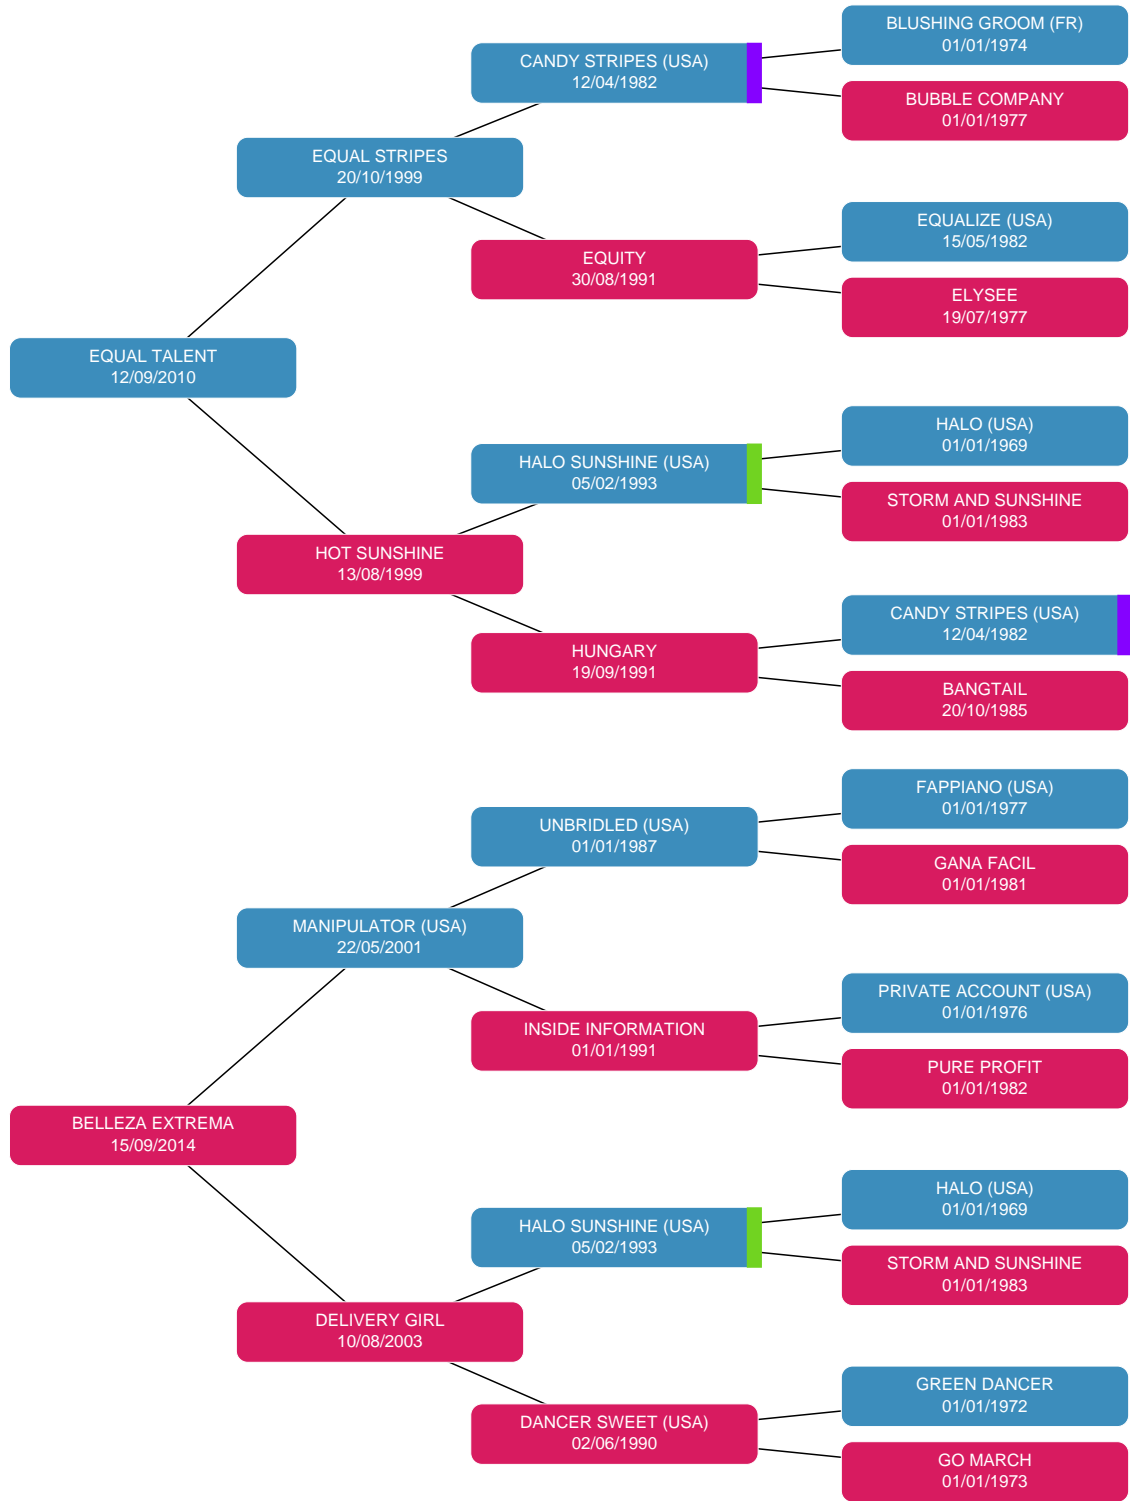 BLUSHING GROOM (FR)
01/01/1974
CANDY STRIPES (USA)
12/04/1982
BUBBLE COMPANY
01/01/1977
EQUAL STRIPES
20/10/1999
EQUALIZE (USA)
15/05/1982
EQUITY
30/08/1991
ELYSEE
19/07/1977
EQUAL TALENT
12/09/2010
HALO (USA)
01/01/1969
HALO SUNSHINE (USA)
05/02/1993
STORM AND SUNSHINE
01/01/1983
HOT SUNSHINE
13/08/1999
CANDY STRIPES (USA)
12/04/1982
HUNGARY
19/09/1991
BANGTAIL
20/10/1985
FAPPIANO (USA)
01/01/1977
UNBRIDLED (USA)
01/01/1987
GANA FACIL
01/01/1981
MANIPULATOR (USA)
22/05/2001
PRIVATE ACCOUNT (USA)
01/01/1976
INSIDE INFORMATION
01/01/1991
PURE PROFIT
01/01/1982
BELLEZA EXTREMA
15/09/2014
HALO (USA)
01/01/1969
HALO SUNSHINE (USA)
05/02/1993
STORM AND SUNSHINE
01/01/1983
DELIVERY GIRL
10/08/2003
GREEN DANCER
01/01/1972
DANCER SWEET (USA)
02/06/1990
GO MARCH
01/01/1973